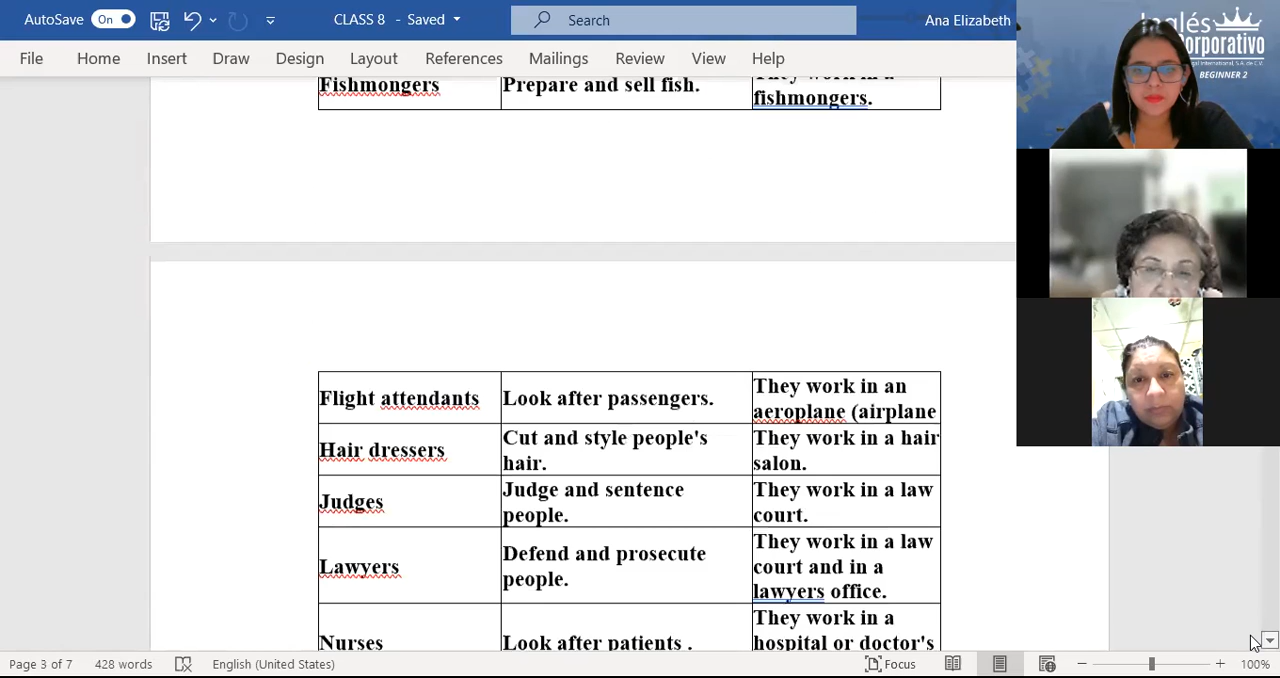 AutoSave On CLASS 8 - Saved Search Ana Elizabeth
File Home Insert Draw Design Layout References Mailings Review View Help
Inglés
Corporativo
BEGINNER 2
Fishmongers Prepare and sell fish. They work in a
fishmongers.
Flight attendants Look after passengers. They work in an
aeroplane (airplane
Hair dressers Cut and style people's
hair. They work in a hair
salon.
Judges Judge and sentence
people. They work in a law
court.
Lawyers Defend and prosecute
people. They work in a law
court and in a
lawyers office.
Nurses Look after patients . They work in a
hospital or doctor's
Page 3 of 7 428 words English (United States) Focus 100%